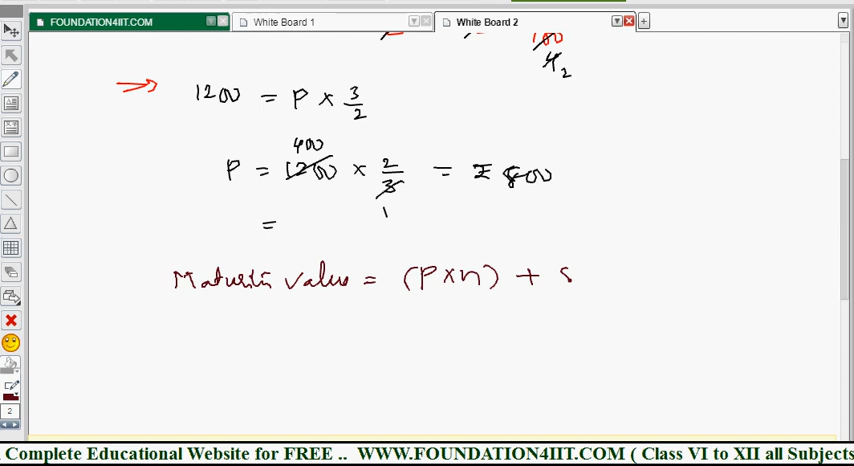 FOUNDATION4IIT.COM White Board 1 White Board 2
100
4 2
1200 = P × 3/2
400
P = 1200 × 2/3 = ₹ 800
1
=
Maturity value = (P×n) + S
2
Complete Educational Website for FREE .. WWW.FOUNDATION4IIT.COM ( Class VI to XII all Subjects